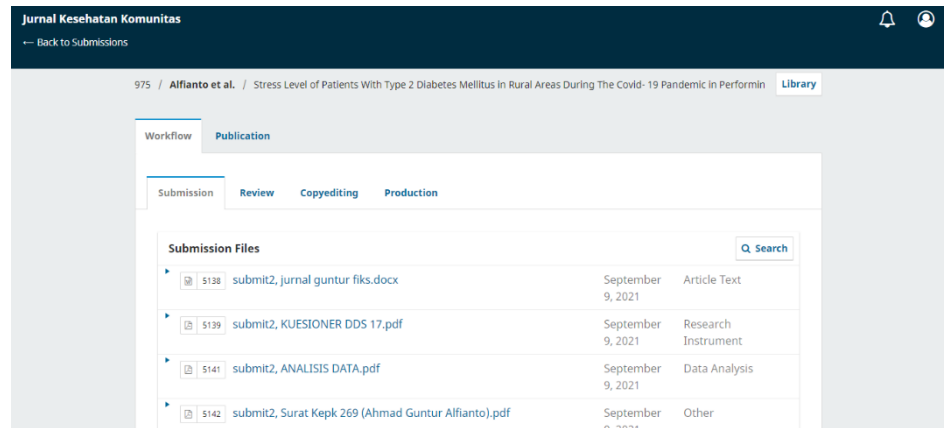 Jurnal Kesehatan Komunitas
← Back to Submissions
975 / Alfianto et al. / Stress Level of Patients With Type 2 Diabetes Mellitus in Rural Areas During The Covid- 19 Pandemic in Performin Library
Workflow Publication
Submission Review Copyediting Production
Submission Files Search
5138 submit2, jurnal guntur fiks.docx September Article Text
9, 2021
5139 submit2, KUESIONER DDS 17.pdf September Research
9, 2021 Instrument
5141 submit2, ANALISIS DATA.pdf September Data Analysis
9, 2021
5142 submit2, Surat Kepk 269 (Ahmad Guntur Alfianto).pdf September Other
9, 2021